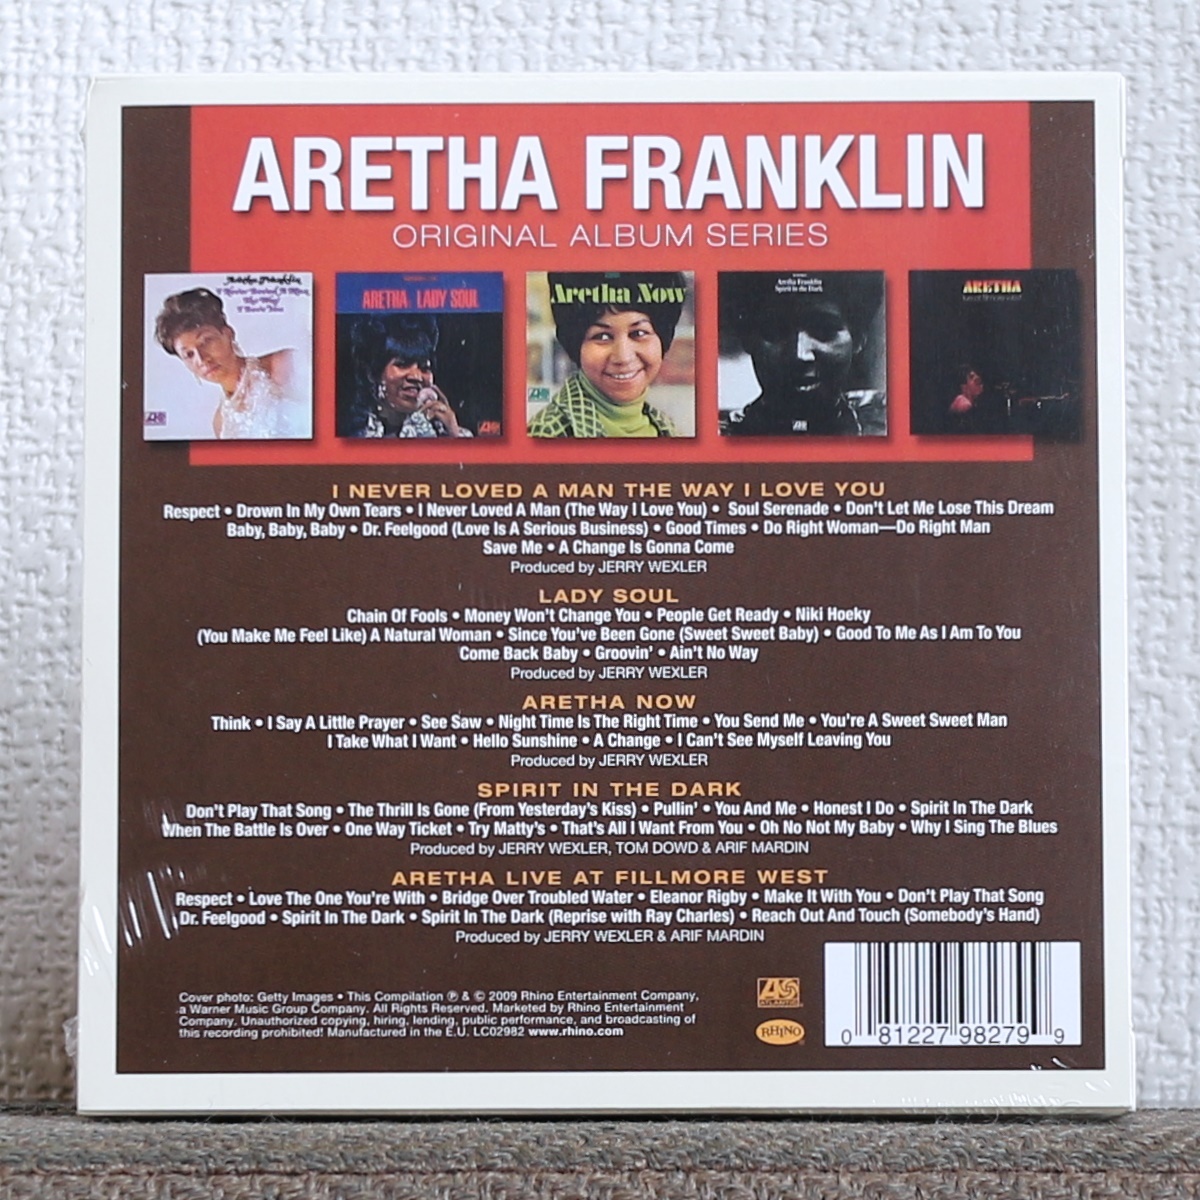 ARETHA FRANKLIN
ORIGINAL ALBUM SERIES
Aretha Franklin
I Never Loved A Man
The Way
I Love You
ARETHA: LADY SOUL
Aretha Now
Aretha Franklin
Spirit in the Dark
ARETHA
I NEVER LOVED A MAN THE WAY I LOVE YOU
Respect • Drown In My Own Tears • I Never Loved A Man (The Way I Love You) • Soul Serenade • Don't Let Me Lose This Dream
Baby, Baby, Baby • Dr. Feelgood (Love Is A Serious Business) • Good Times • Do Right Woman—Do Right Man
Save Me • A Change Is Gonna Come
Produced by JERRY WEXLER
LADY SOUL
Chain Of Fools • Money Won't Change You • People Get Ready • Niki Hoeky
(You Make Me Feel Like) A Natural Woman • Since You've Been Gone (Sweet Sweet Baby) • Good To Me As I Am To You
Come Back Baby • Groovin' • Ain't No Way
Produced by JERRY WEXLER
ARETHA NOW
Think • I Say A Little Prayer • See Saw • Night Time Is The Right Time • You Send Me • You're A Sweet Sweet Man
I Take What I Want • Hello Sunshine • A Change • I Can't See Myself Leaving You
Produced by JERRY WEXLER
SPIRIT IN THE DARK
Don't Play That Song • The Thrill Is Gone (From Yesterday's Kiss) • Pullin' • You And Me • Honest I Do • Spirit In The Dark
When The Battle Is Over • One Way Ticket • Try Matty's • That's All I Want From You • Oh No Not My Baby • Why I Sing The Blues
Produced by JERRY WEXLER, TOM DOWD & ARIF MARDIN
ARETHA LIVE AT FILLMORE WEST
Respect • Love The One You're With • Bridge Over Troubled Water • Eleanor Rigby • Make It With You • Don't Play That Song
Dr. Feelgood • Spirit In The Dark • Spirit In The Dark (Reprise with Ray Charles) • Reach Out And Touch (Somebody's Hand)
Produced by JERRY WEXLER & ARIF MARDIN
Cover photo: Getty Images • This Compilation ℗ & © 2009 Rhino Entertainment Company,
a Warner Music Group Company. All Rights Reserved. Marketed by Rhino Entertainment
Company. Unauthorized copying, hiring, lending, public performance, and broadcasting of
this recording prohibited! Manufactured in the E.U. LC02982 www.rhino.com
ATLANTIC
RHINO
0 81227 98279 9